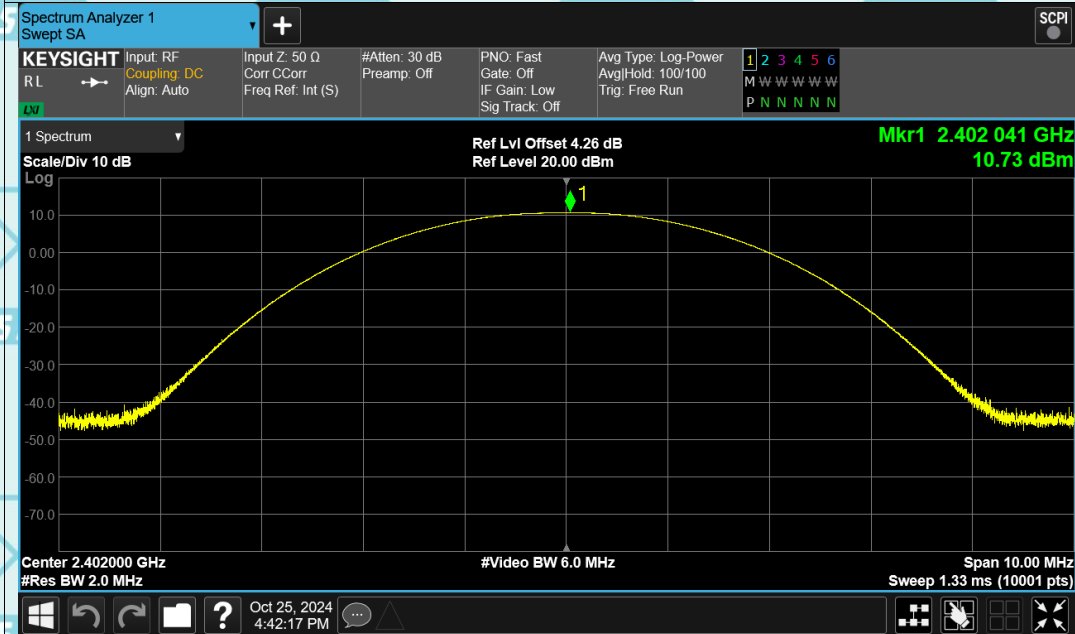 Spectrum Analyzer 1
Swept SA
+
SCPI
KEYSIGHT
RL
LXI
Input: RF
Coupling: DC
Align: Auto
Input Z: 50 Ω
Corr CCorr
Freq Ref: Int (S)
#Atten: 30 dB
Preamp: Off
PNO: Fast
Gate: Off
IF Gain: Low
Sig Track: Off
Avg Type: Log-Power
Avg|Hold: 100/100
Trig: Free Run
1 2 3 4 5 6
M W W W W W
P N N N N N
1 Spectrum
Scale/Div 10 dB
Log
Ref Lvl Offset 4.26 dB
Ref Level 20.00 dBm
Mkr1 2.402 041 GHz
10.73 dBm
1
10.0
0.00
-10.0
-20.0
-30.0
-40.0
-50.0
-60.0
-70.0
Center 2.402000 GHz
#Video BW 6.0 MHz
Span 10.00 MHz
#Res BW 2.0 MHz
Sweep 1.33 ms (10001 pts)
?
Oct 25, 2024
4:42:17 PM